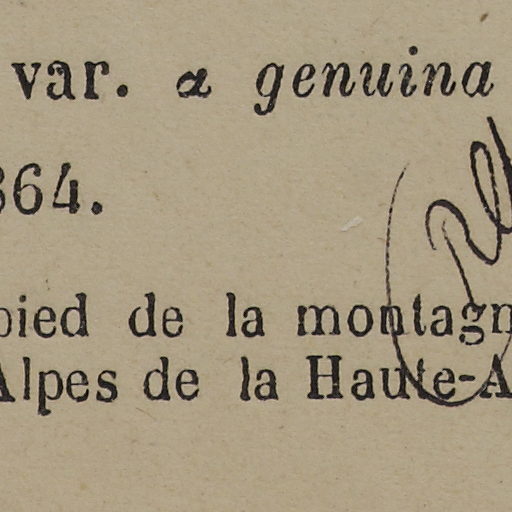 var. α genuina
364.
pied de la montagn
Alpes de la Haute-A